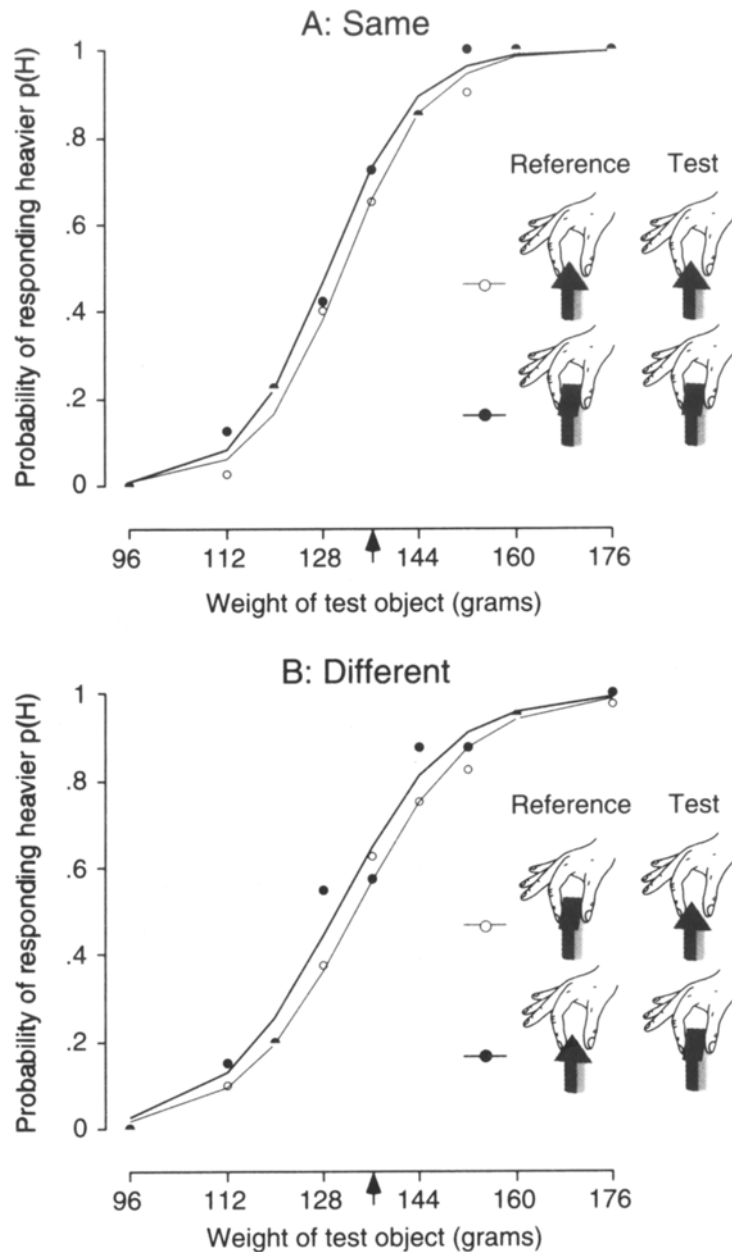 A: Same
Probability of responding heavier p(H)
1
.8
.6
.4
.2
0
Reference Test
96 112 128 144 160 176
Weight of test object (grams)
B: Different
Probability of responding heavier p(H)
1
.8
.6
.4
.2
0
Reference Test
96 112 128 144 160 176
Weight of test object (grams)